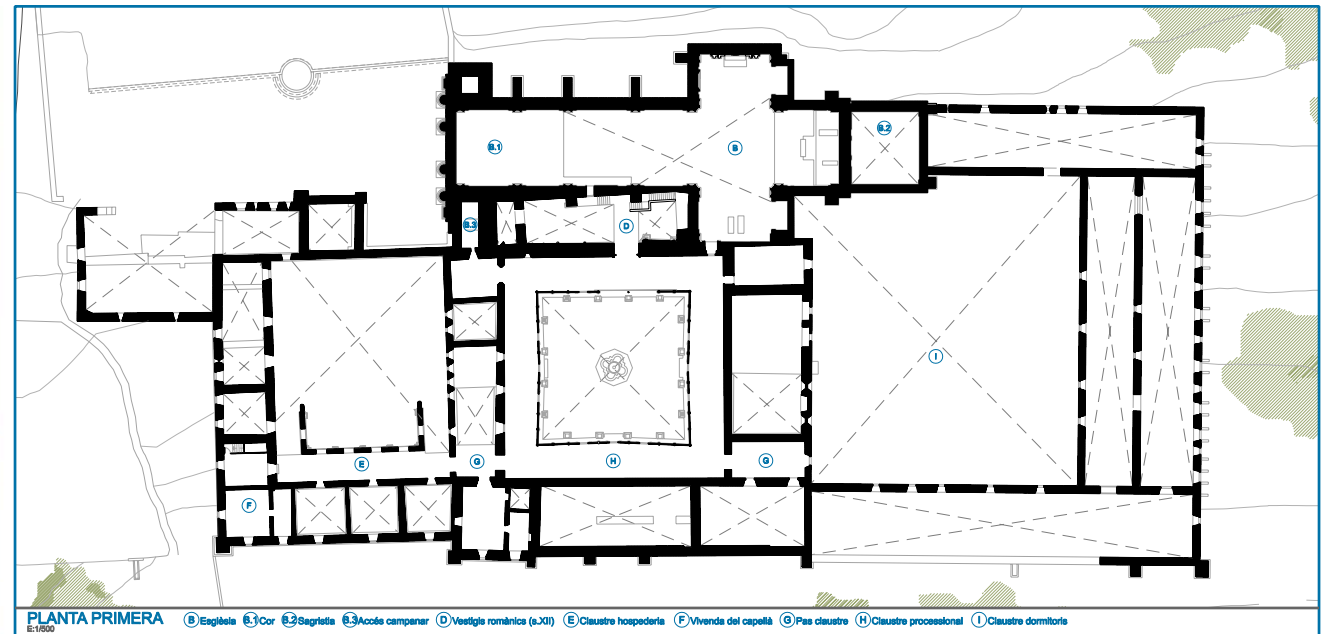 B.1
B
B.2
B.3
D
I
E
G
H
G
F
PLANTA PRIMERA
E:1/500
B Església B.1 Cor B.2 Sagristia B.3 Accés campanar D Vestigis romànics (s.XII) E Claustre hospederia F Vivenda del capellà G Pas claustre H Claustre processional I Claustre dormitoris